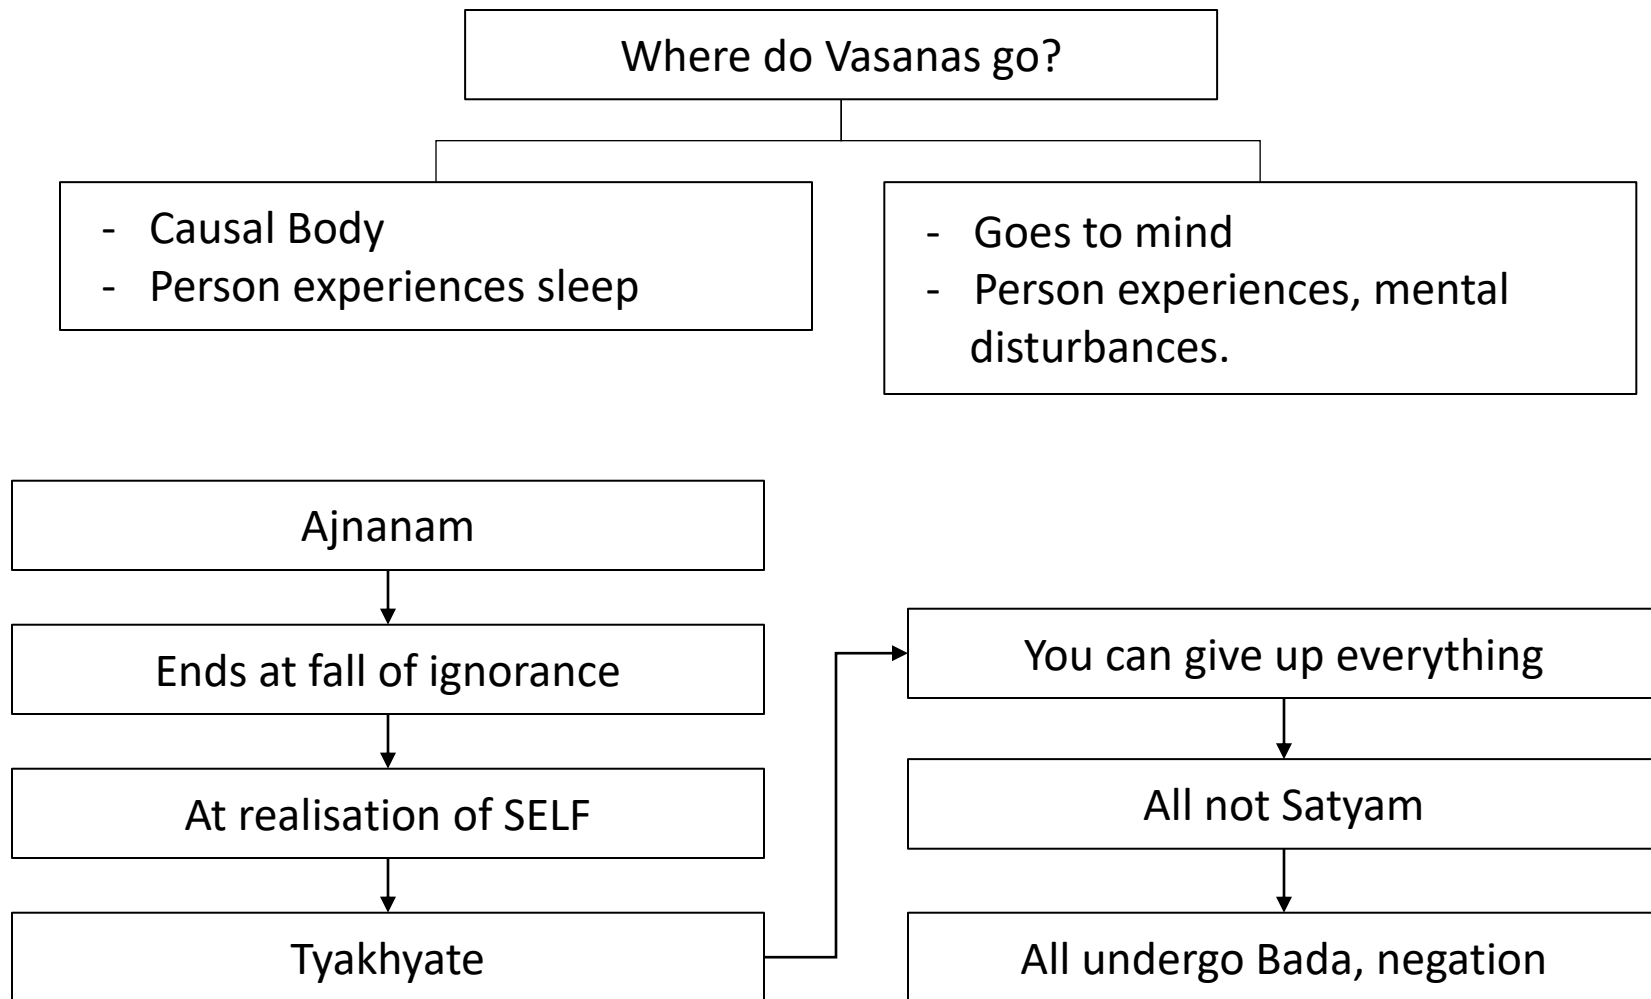 Where do Vasanas go?
- Causal Body
- Person experiences sleep
- Goes to mind
- Person experiences, mental
disturbances.
Ajnanam
Ends at fall of ignorance
At realisation of SELF
Tyakhyate
You can give up everything
All not Satyam
All undergo Bada, negation